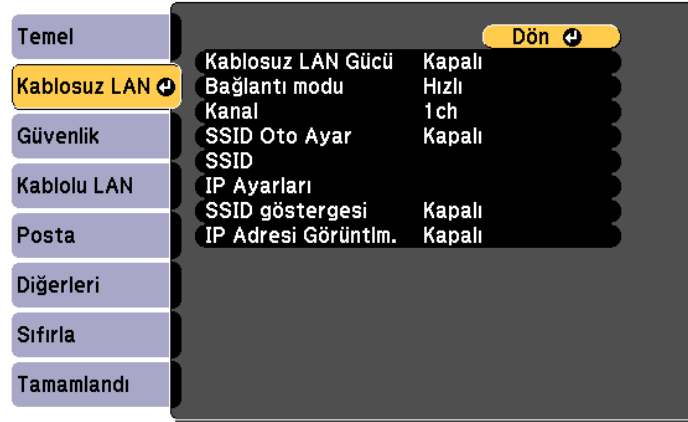 Temel
Kablosuz LAN
Güvenlik
Kablolu LAN
Posta
Diğerleri
Sıfırla
Tamamlandı
Dön
Kablosuz LAN Gücü Kapalı
Bağlantı modu Hızlı
Kanal 1ch
SSID Oto Ayar Kapalı
SSID
IP Ayarları
SSID göstergesi Kapalı
IP Adresi Görüntlm. Kapalı